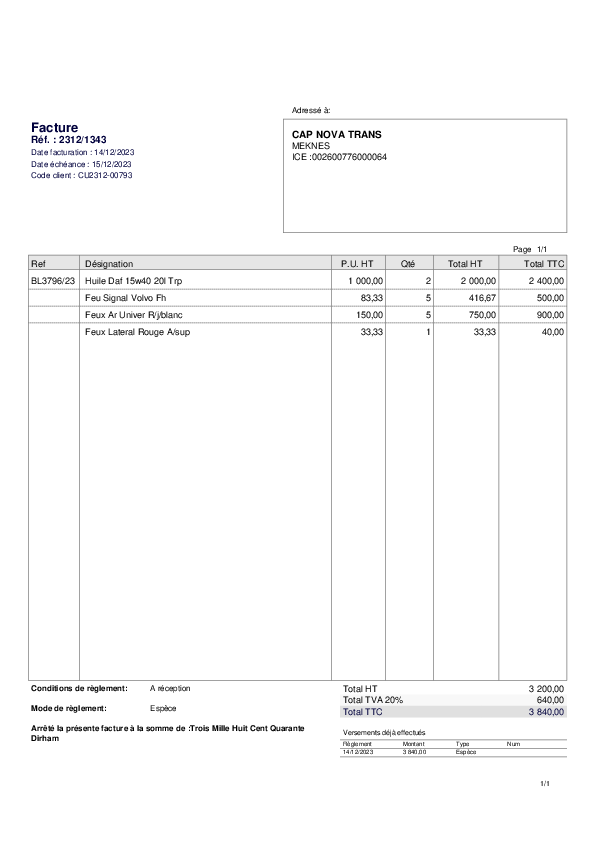 Adressé à:
Facture
Réf. : 2312/1343
Date facturation : 14/12/2023
Date échéance : 15/12/2023
Code client : CU2312-00793
CAP NOVA TRANS
MEKNES
ICE :002600776000064
Page 1/1
Ref Désignation P.U. HT Qté Total HT Total TTC
BL3796/23 Huile Daf 15w40 20l Trp 1 000,00 2 2 000,00 2 400,00
Feu Signal Volvo Fh 83,33 5 416,67 500,00
Feux Ar Univer R/j/blanc 150,00 5 750,00 900,00
Feux Lateral Rouge A/sup 33,33 1 33,33 40,00
Conditions de règlement: A réception
Mode de règlement: Espèce
Arrêté la présente facture à la somme de :Trois Mille Huit Cent Quarante
Dirham
Total HT 3 200,00
Total TVA 20% 640,00
Total TTC 3 840,00
Versements déjà effectués
Règlement Montant Type Num
14/12/2023 3 840,00 Espèce
1/1